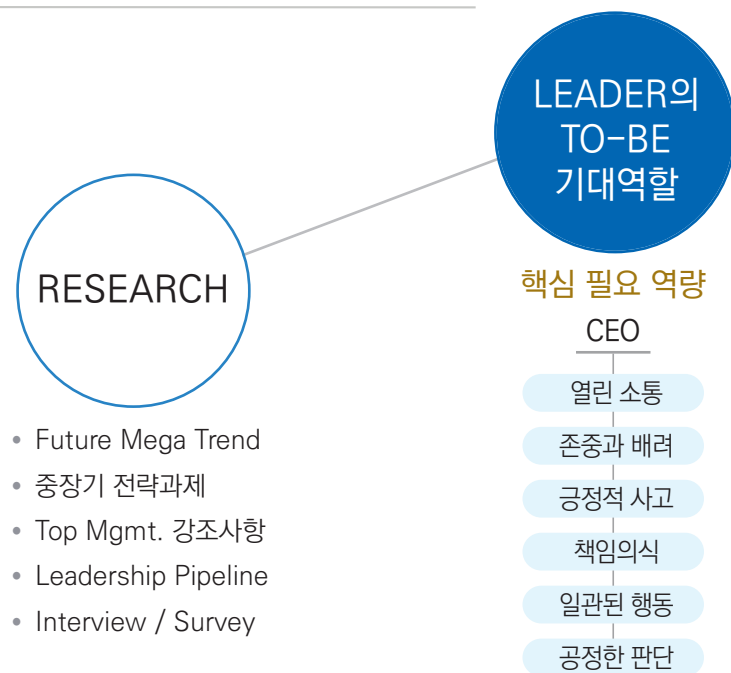 LEADER의
TO-BE
기대역할
RESEARCH
• Future Mega Trend
• 중장기 전략과제
• Top Mgmt. 강조사항
• Leadership Pipeline
• Interview / Survey
핵심 필요 역량
CEO
열린 소통
존중과 배려
긍정적 사고
책임의식
일관된 행동
공정한 판단